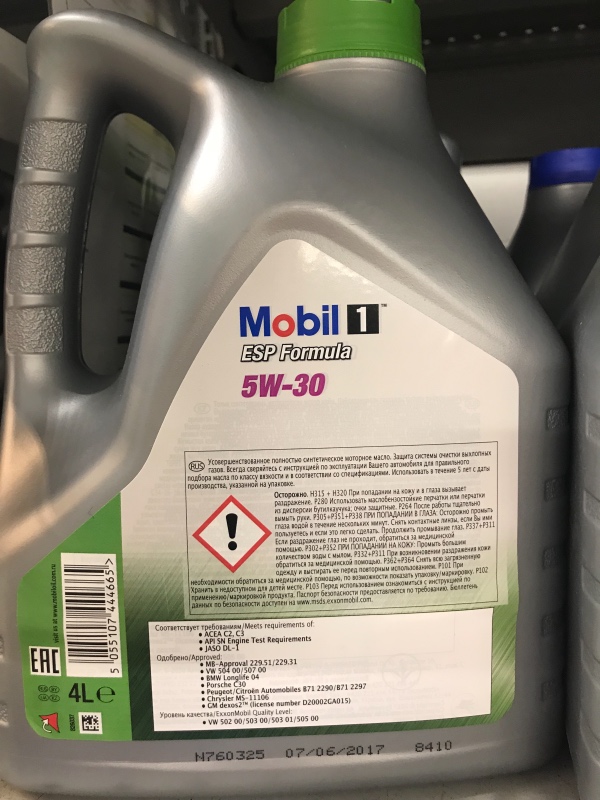 Mobil 1™
ESP Formula
5W-30
RUS Усовершенствованное полностью синтетическое моторное масло. Защита системы очистки выхлопных
газов. Всегда сверяйтесь с инструкцией по эксплуатации Вашего автомобиля для правильного
подбора масла по классу вязкости и в соответствии со спецификациями. Использовать в течение 5 лет с даты
производства, указанной на упаковке.
Осторожно. H315 + H320 При попадании на кожу и в глаза вызывает
раздражение. P280 Использовать маслобензостойкие перчатки или перчатки
из дисперсии бутилкаучука; очки защитные. P264 После работы тщательно
вымыть руки. P305+P351+P338 ПРИ ПОПАДАНИИ В ГЛАЗА: Осторожно промыть
глаза водой в течение нескольких минут. Снять контактные линзы, если Вы ими
пользуетесь и если это легко сделать. Продолжить промывание глаз. P337+P311
Если раздражение глаз не проходит, обратиться за медицинской
помощью. P302+P352 ПРИ ПОПАДАНИИ НА КОЖУ: Промыть большим
количеством воды с мылом. P332+P311 При возникновении раздражения кожи
обратиться за медицинской помощью. P362+P364 Снять всю загрязненную
одежду и выстирать ее перед повторным использованием. P101 При
необходимости обратиться за медицинской помощью, по возможности показать упаковку/маркировку. P102
Хранить в недоступном для детей месте. P103 Перед использованием ознакомиться с инструкцией по
применению/маркировкой продукта. Паспорт безопасности предоставляется по требованию. Бюллетень
данных по безопасности доступен на www.msds.exxonmobil.com.
visit us at www.mobiloil.com.ru
5 055107 444665 >
EAC
4L e
Соответствует требованиям/Meets requirements of:
• ACEA C2, C3
• API SN Engine Test Requirements
• JASO DL-1
Одобрено/Approved:
• MB-Approval 229.51/229.31
• VW 504 00/507 00
• BMW Longlife 04
• Porsche C30
• Peugeot/Citroën Automobiles B71 2290/B71 2297
• Chrysler MS-11106
• GM dexos2™ (license number D20002GA015)
Уровень качества/ExxonMobil Quality Level:
• VW 502 00/503 00/503 01/505 00
N760325 07/06/2017 8410